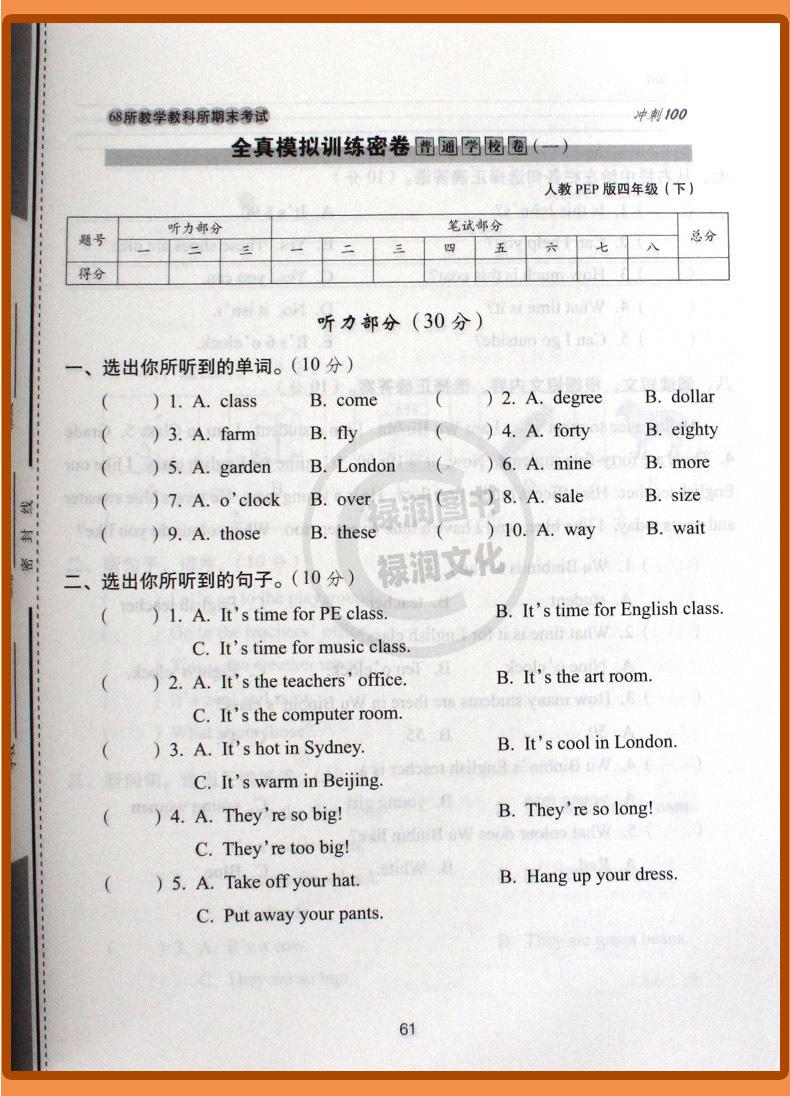 68所教学教科所期末考试
冲刺100
全真模拟训练密卷 普通学校卷 (一)
人教PEP版四年级(下)
题号 听力部分 笔试部分 总分
一 二 三 一 二 三 四 五 六 七 八
得分
听力部分(30分)
一、选出你所听到的单词。(10分)
( ) 1. A. class B. come ( ) 2. A. degree B. dollar
( ) 3. A. farm B. fly ( ) 4. A. forty B. eighty
( ) 5. A. garden B. London ( ) 6. A. mine B. more
( ) 7. A. o'clock B. over ( ) 8. A. sale B. size
( ) 9. A. those B. these ( ) 10. A. way B. wait
二、选出你所听到的句子。(10分)
( ) 1. A. It's time for PE class. B. It's time for English class.
C. It's time for music class.
( ) 2. A. It's the teachers' office. B. It's the art room.
C. It's the computer room.
( ) 3. A. It's hot in Sydney. B. It's cool in London.
C. It's warm in Beijing.
( ) 4. A. They're so big! B. They're so long!
C. They're too big!
( ) 5. A. Take off your hat. B. Hang up your dress.
C. Put away your pants.
61
密封线
禄润图书
禄润文化